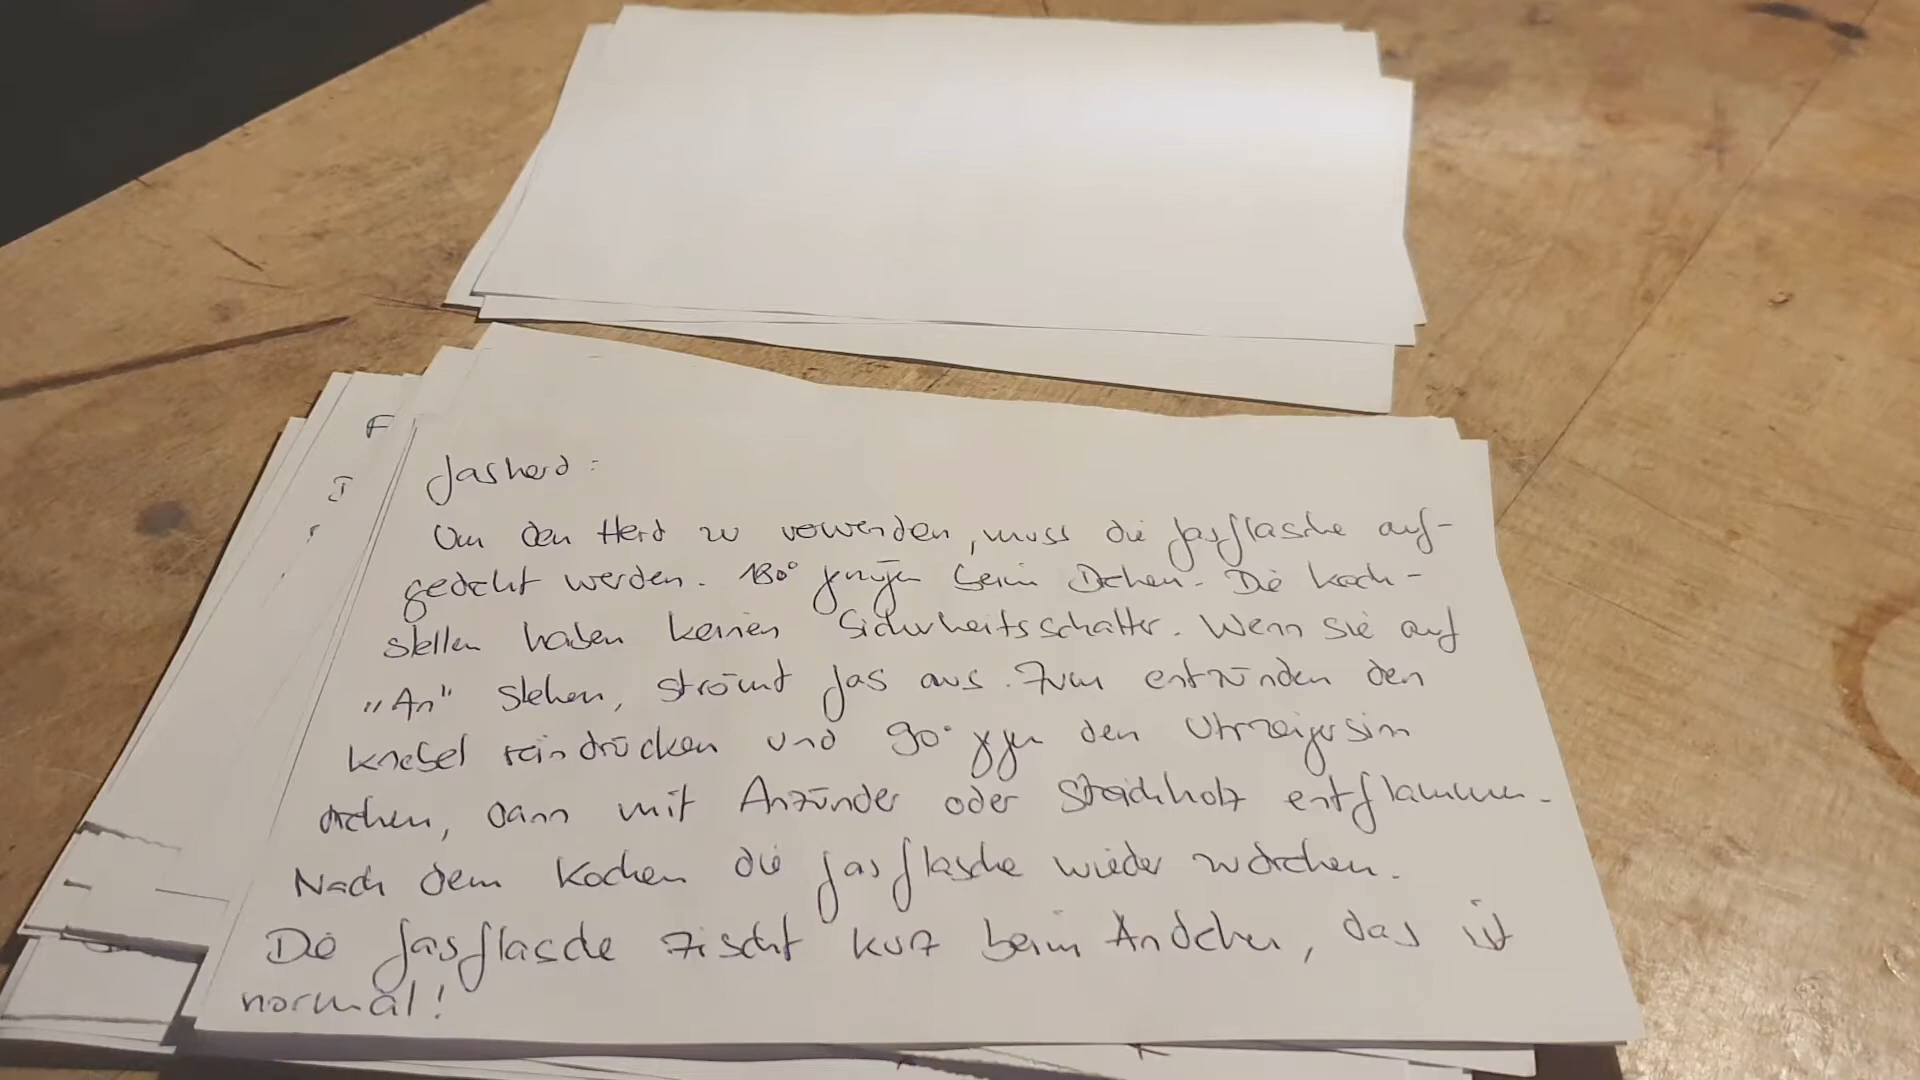 Gasherd:
Um den Herd zu verwenden, muss die Gasflasche auf-
gedreht werden. 180° genügen beim Drehen. Die Koch-
stellen haben keinen Sicherheitsschalter. Wenn sie auf
„An" stehen, strömt Gas aus. Zum entzünden den
Knebel reindrücken und 90° gegen den Uhrzeigersin
drehen, dann mit Anzünder oder Streichholz entflammen.
Nach dem Kochen die Gasflasche wieder zudrehen.
Die Gasflasche zischt kurz beim Andrehen, das ist
normal!
F